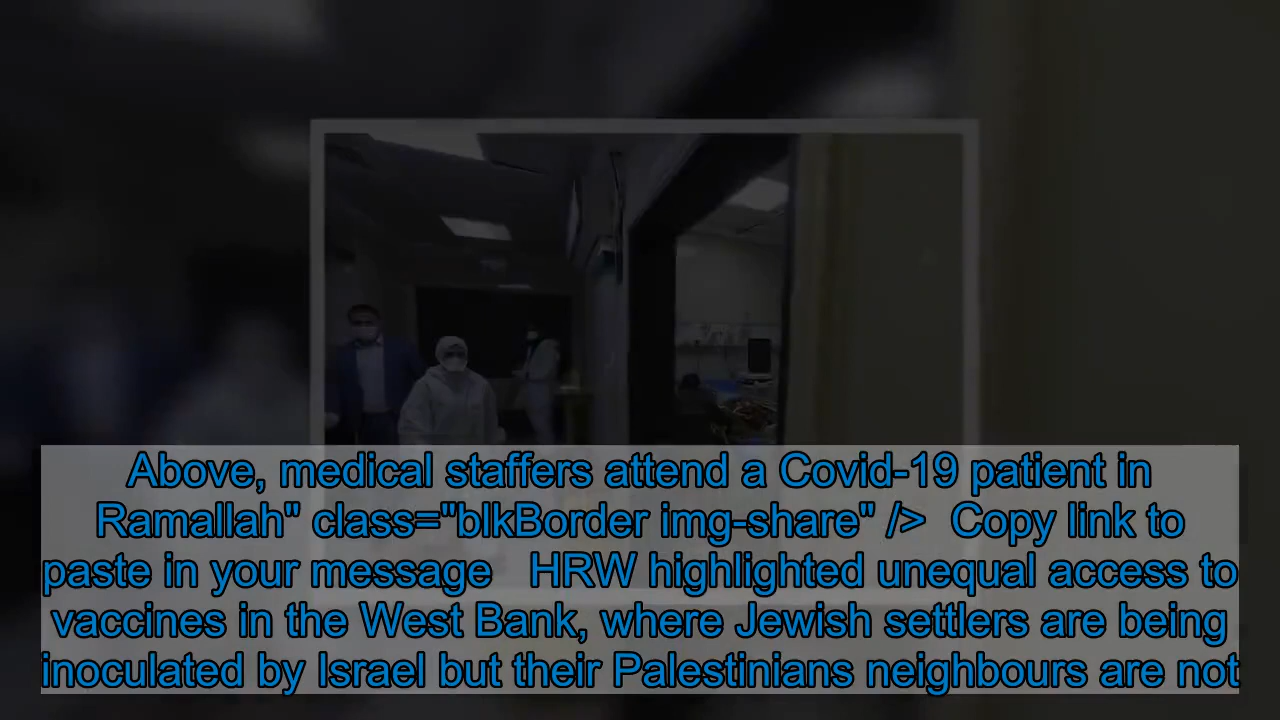 Above, medical staffers attend a Covid-19 patient in
Ramallah" class="blkBorder img-share" />  Copy link to
paste in your message   HRW highlighted unequal access to
vaccines in the West Bank, where Jewish settlers are being
inoculated by Israel but their Palestinians neighbours are not